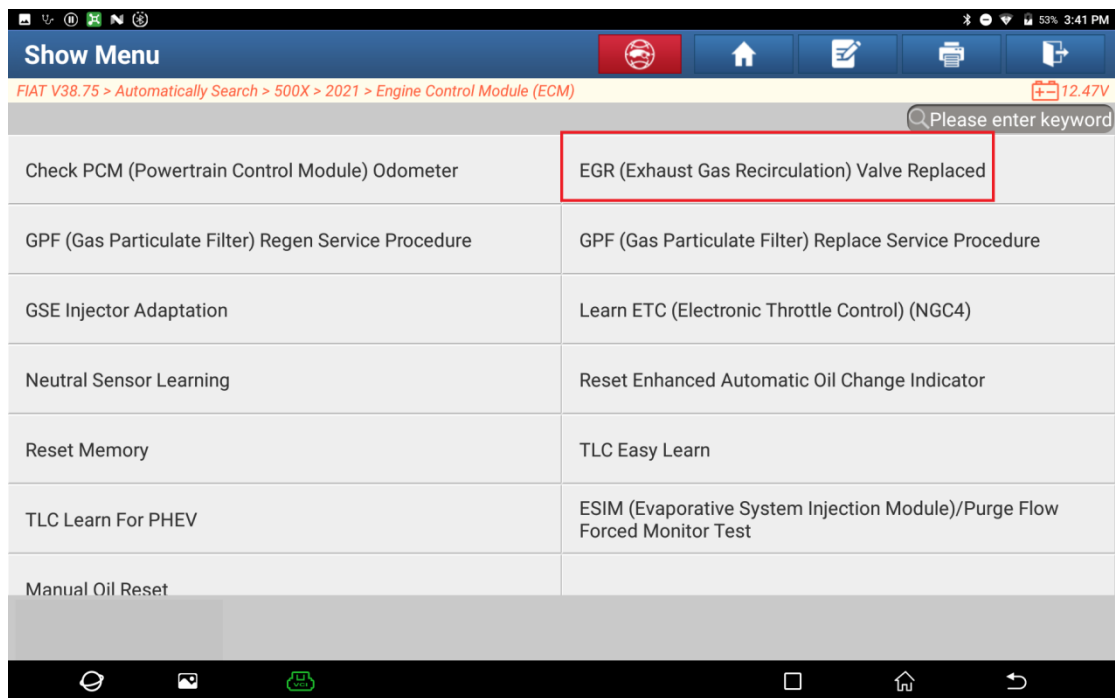 53% 3:41 PM
Show Menu
FIAT V38.75 > Automatically Search > 500X > 2021 > Engine Control Module (ECM)
12.47V
Please enter keyword
Check PCM (Powertrain Control Module) Odometer
EGR (Exhaust Gas Recirculation) Valve Replaced
GPF (Gas Particulate Filter) Regen Service Procedure
GPF (Gas Particulate Filter) Replace Service Procedure
GSE Injector Adaptation
Learn ETC (Electronic Throttle Control) (NGC4)
Neutral Sensor Learning
Reset Enhanced Automatic Oil Change Indicator
Reset Memory
TLC Easy Learn
TLC Learn For PHEV
ESIM (Evaporative System Injection Module)/Purge Flow
Forced Monitor Test
Manual Oil Reset
VCI